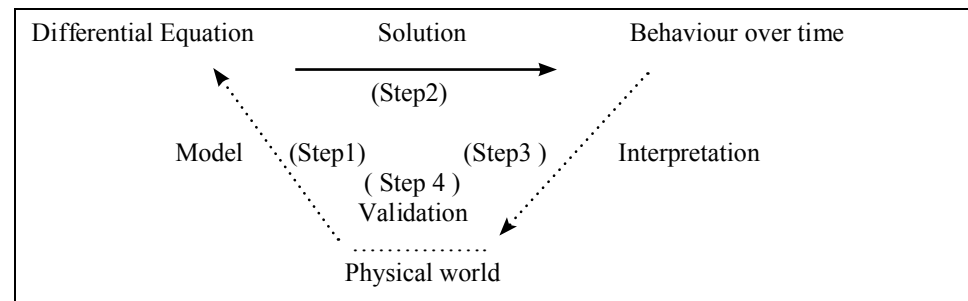 Differential Equation Solution Behaviour over time
(Step2)
Model (Step1) (Step3 ) Interpretation
( Step 4 )
Validation
Physical world